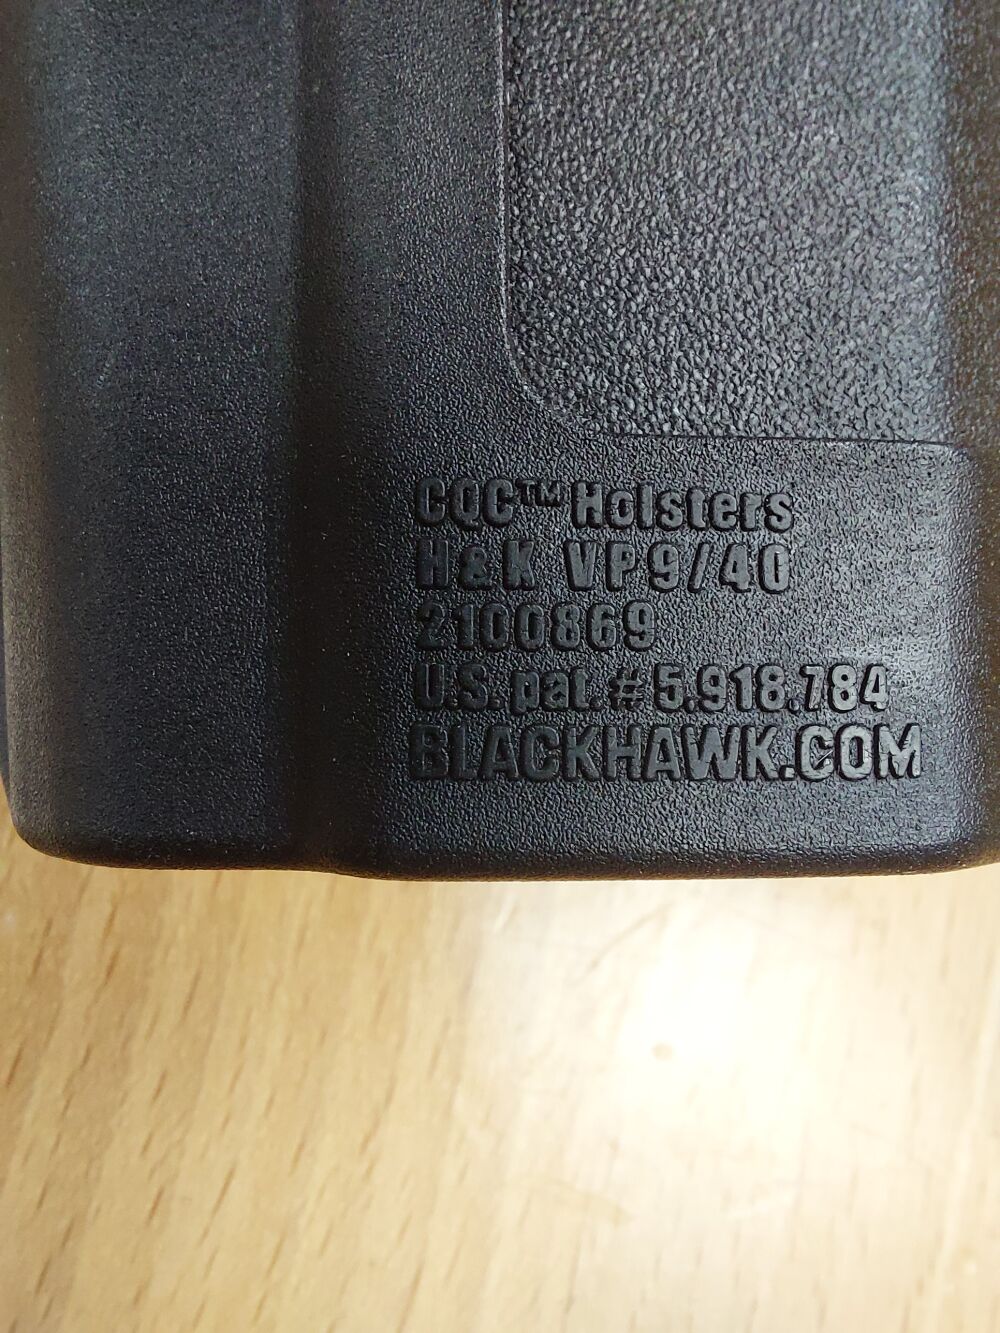 CQC™ Holsters
H&K VP9/40
2100869
U.S. pat. # 5.918.784
BLACKHAWK.COM